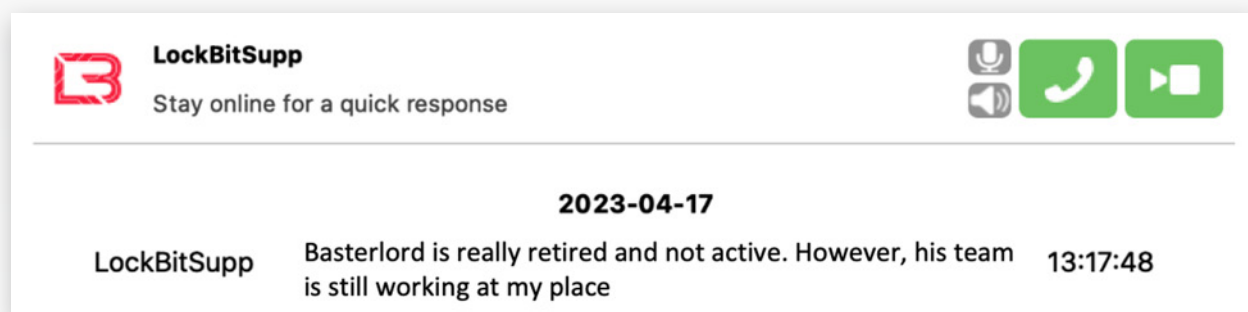 LockBitSupp
Stay online for a quick response
2023-04-17
LockBitSupp Basterlord is really retired and not active. However, his team 13:17:48
is still working at my place